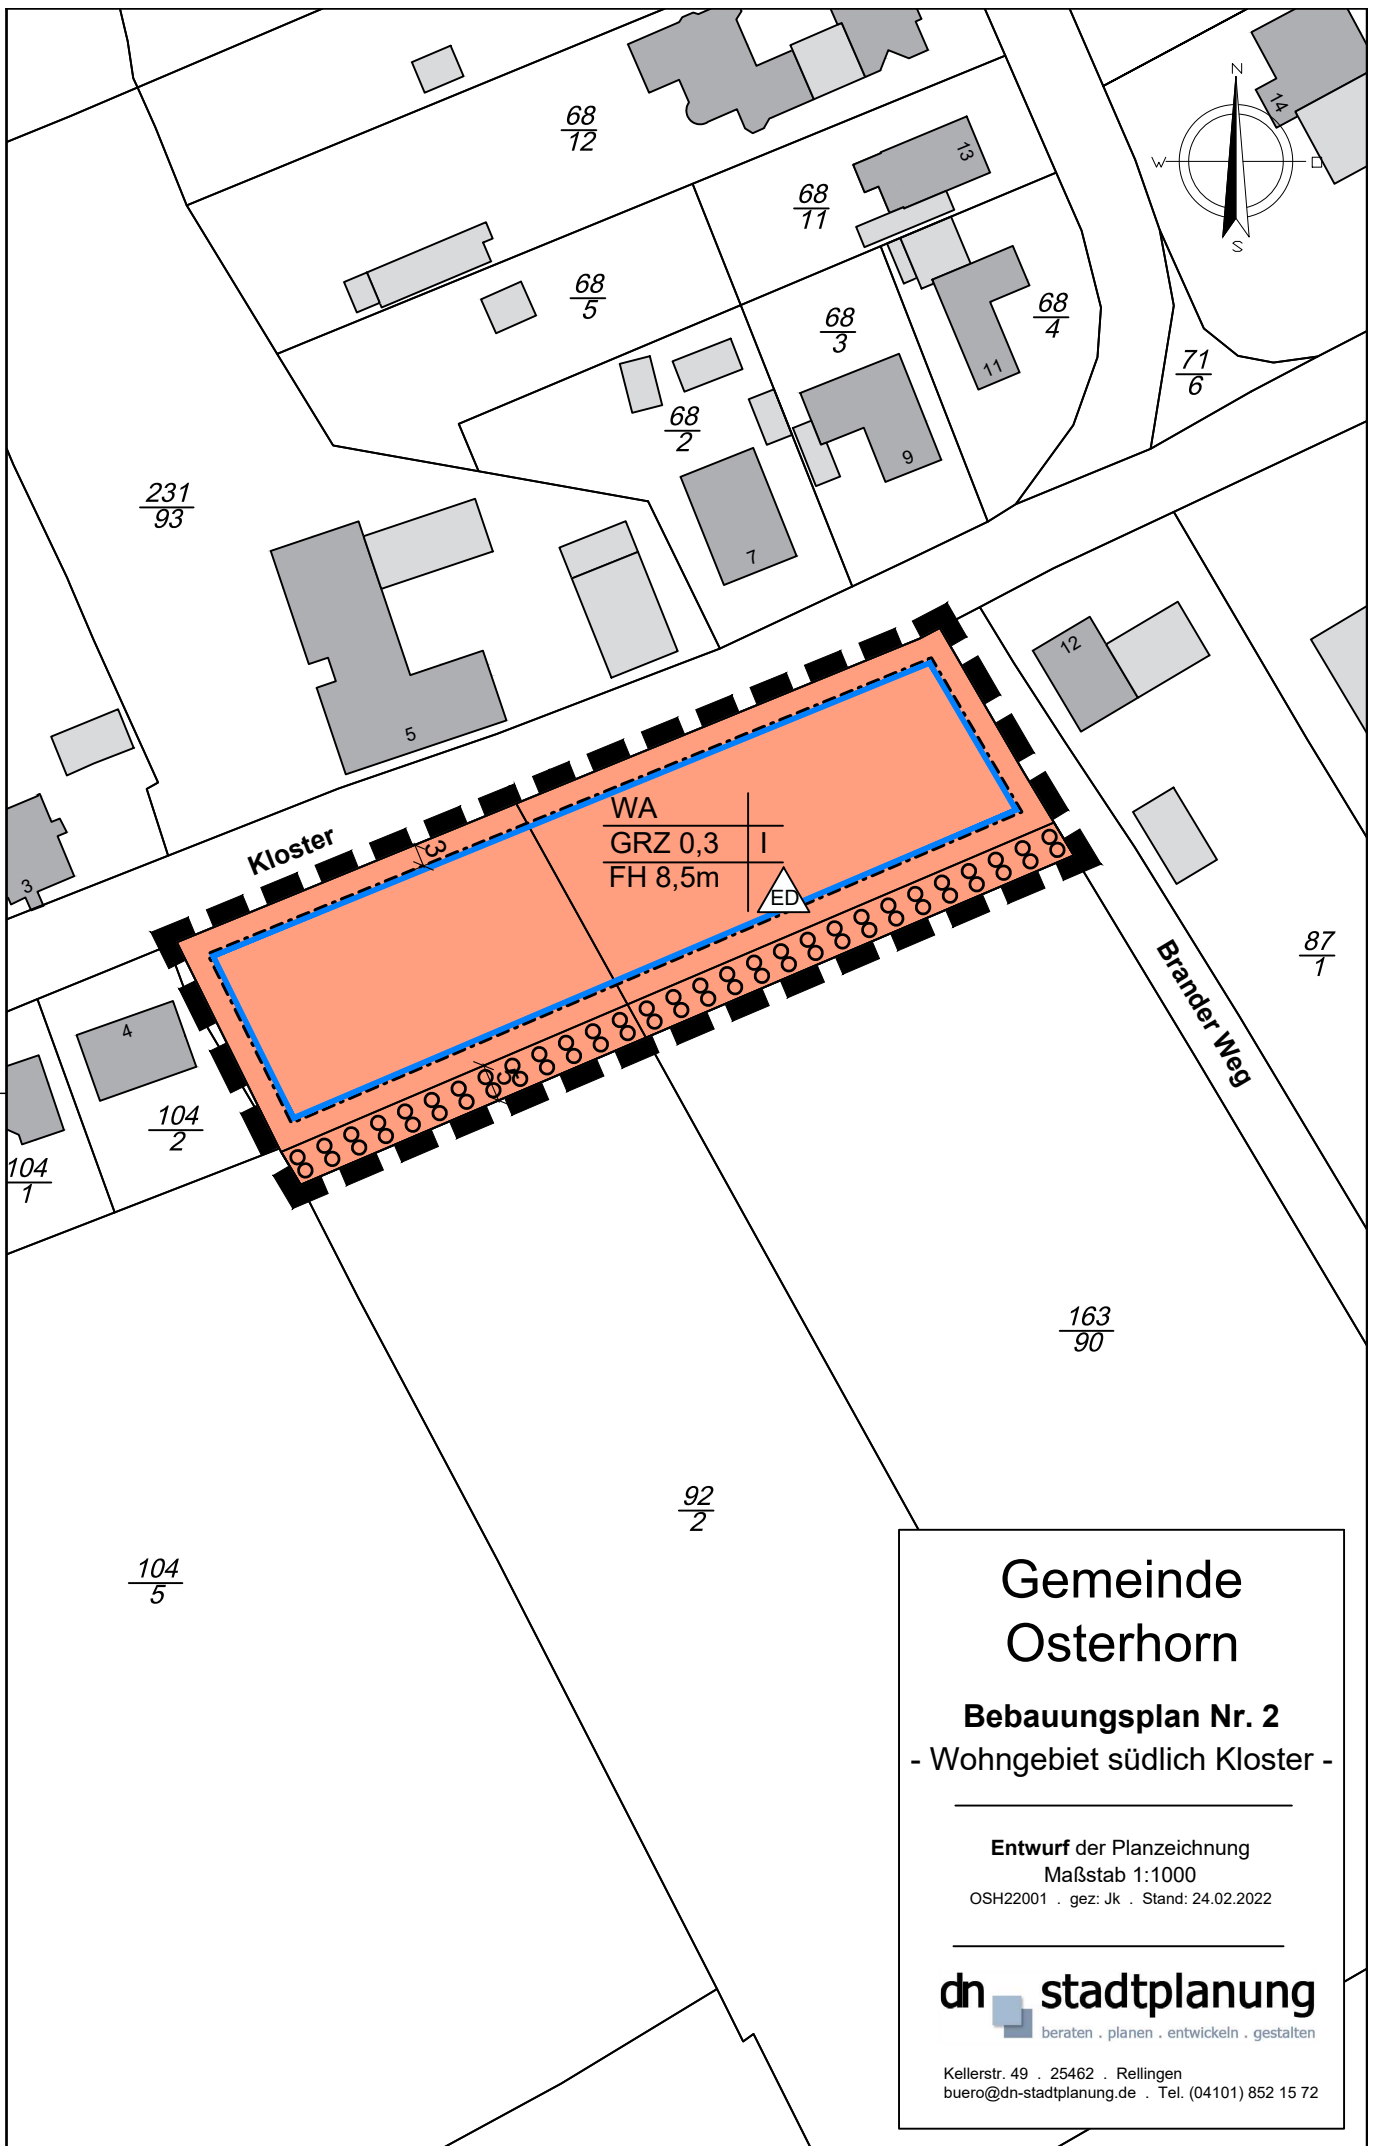 N
W
O
S
14
13
68
12
68
11
68
5
68
3
68
4
71
6
11
68
2
9
7
231
93
5
12
3
Kloster
3
WA
GRZ 0,3
I
FH 8,5m
ED
4
104
2
104
1
5
87
1
Brander Weg
163
90
92
2
104
5
Gemeinde
Osterhorn
Bebauungsplan Nr. 2
- Wohngebiet südlich Kloster -
Entwurf der Planzeichnung
Maßstab 1:1000
OSH22001 . gez: Jk . Stand: 24.02.2022
dn stadtplanung
beraten . planen . entwickeln . gestalten
Kellerstr. 49 . 25462 . Rellingen
buero@dn-stadtplanung.de . Tel. (04101) 852 15 72